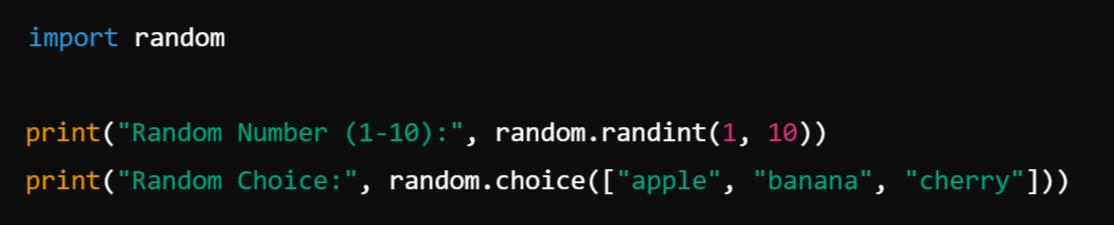 import random
print("Random Number (1-10):", random.randint(1, 10))
print("Random Choice:", random.choice(["apple", "banana", "cherry"]))